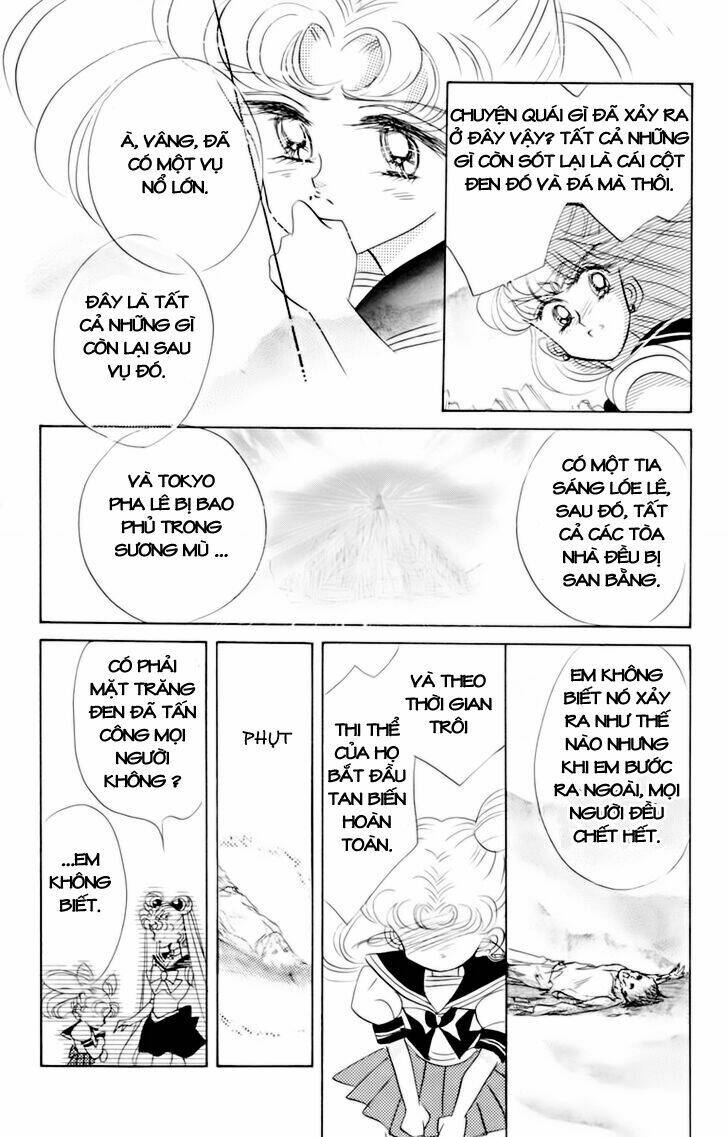 CHUYỆN QUÁI GÌ ĐÃ XẢY RA
Ở ĐÂY VẬY? TẤT CẢ NHỮNG
GÌ CÒN SÓT LẠI LÀ CÁI CỘT
ĐEN ĐÓ VÀ ĐÁ MÀ THÔI.
À, VÂNG, ĐÃ
CÓ MỘT VỤ
NỔ LỚN.
ĐÂY LÀ TẤT
CẢ NHỮNG GÌ
CÒN LẠI SAU
VỤ ĐÓ.
CÓ MỘT TIA
SÁNG LÓE LÊ,
SAU ĐÓ, TẤT
CẢ CÁC TÒA
NHÀ ĐỀU BỊ
SAN BẰNG.
VÀ TOKYO
PHA LÊ BỊ BAO
PHỦ TRONG
SƯƠNG MÙ ...
EM KHÔNG
BIẾT NÓ XẢY
RA NHƯ THẾ
NÀO NHƯNG
KHI EM BƯỚC
RA NGOÀI, MỌI
NGƯỜI ĐỀU
CHẾT HẾT.
VÀ THEO
THỜI GIAN
TRÔI
THI THỂ
CỦA HỌ
BẮT ĐẦU
TAN BIẾN
HOÀN
TOÀN.
PHỤT
CÓ PHẢI
MẶT TRĂNG
ĐEN ĐÃ TẤN
CÔNG MỌI
NGƯỜI
KHÔNG ?
...EM
KHÔNG
BIẾT.